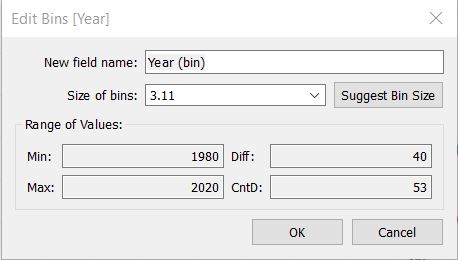 Edit Bins [Year]
New field name: Year (bin)
Size of bins: 3.11 Suggest Bin Size
Range of Values:
Min: 1980 Diff: 40
Max: 2020 CntD: 53
OK Cancel